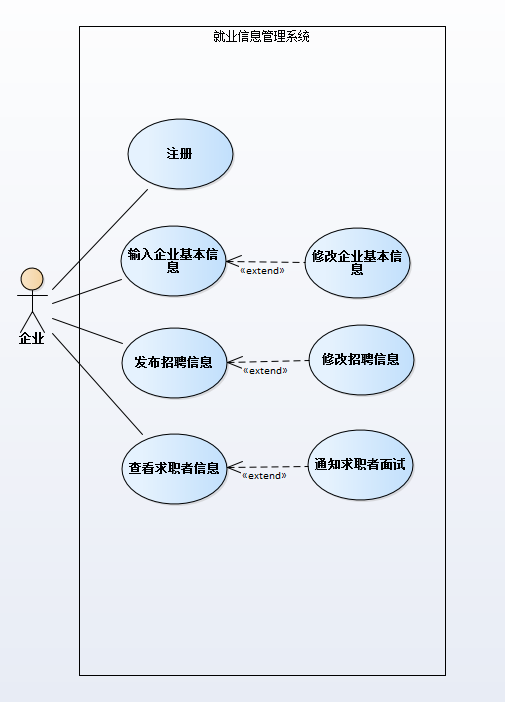 就业信息管理系统
注册
输入企业基本信
息
修改企业基本信
息
«extend»
企业
发布招聘信息
修改招聘信息
«extend»
查看求职者信息
通知求职者面试
«extend»